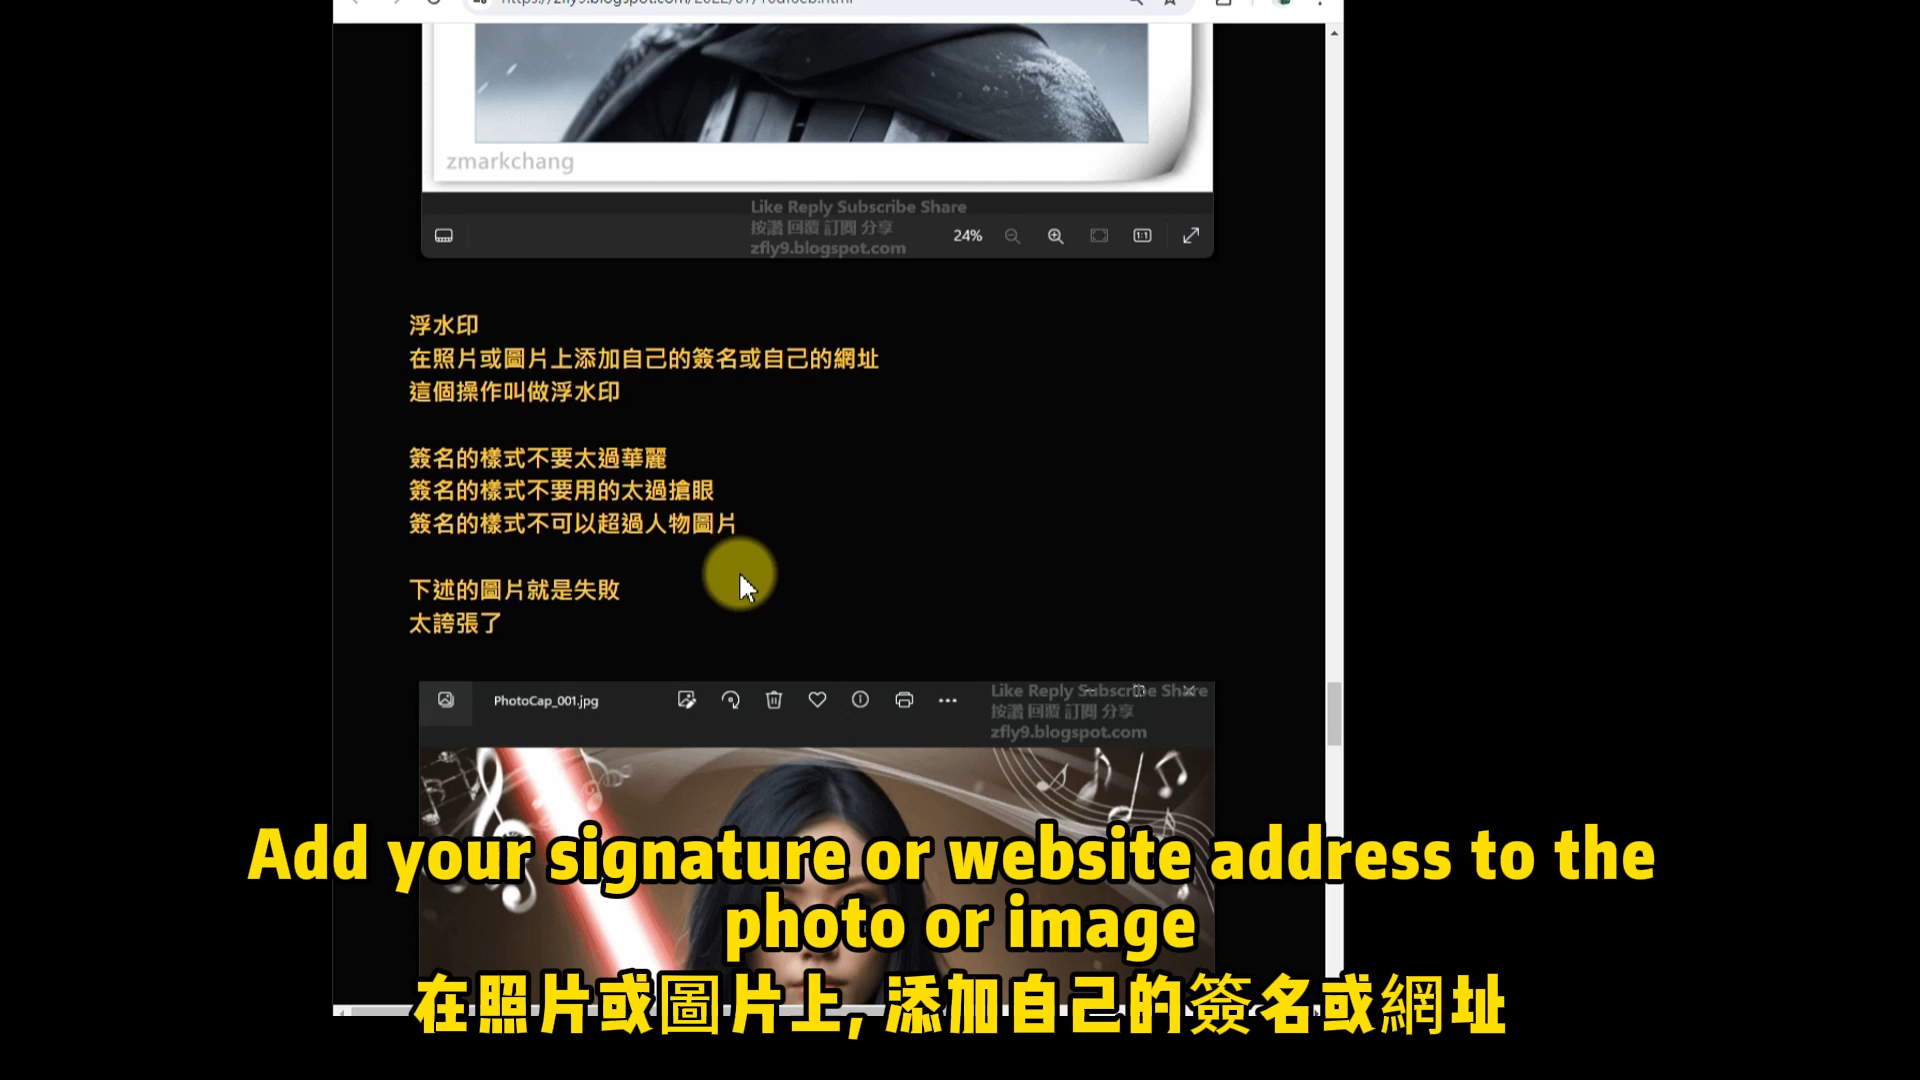 zmarkchang
Like Reply Subscribe Share
按讚 回覆 訂閱 分享
zfly9.blogspot.com
24%
1:1
浮水印
在照片或圖片上添加自己的簽名或自己的網址
這個操作叫做浮水印
簽名的樣式不要太過華麗
簽名的樣式不要用的太過搶眼
簽名的樣式不可以超過人物圖片
下述的圖片就是失敗
太誇張了
PhotoCap_001.jpg
Like Reply Subscribe Share
按讚 回覆 訂閱 分享
zfly9.blogspot.com
Add your signature or website address to the
photo or image
在照片或圖片上, 添加自己的簽名或網址